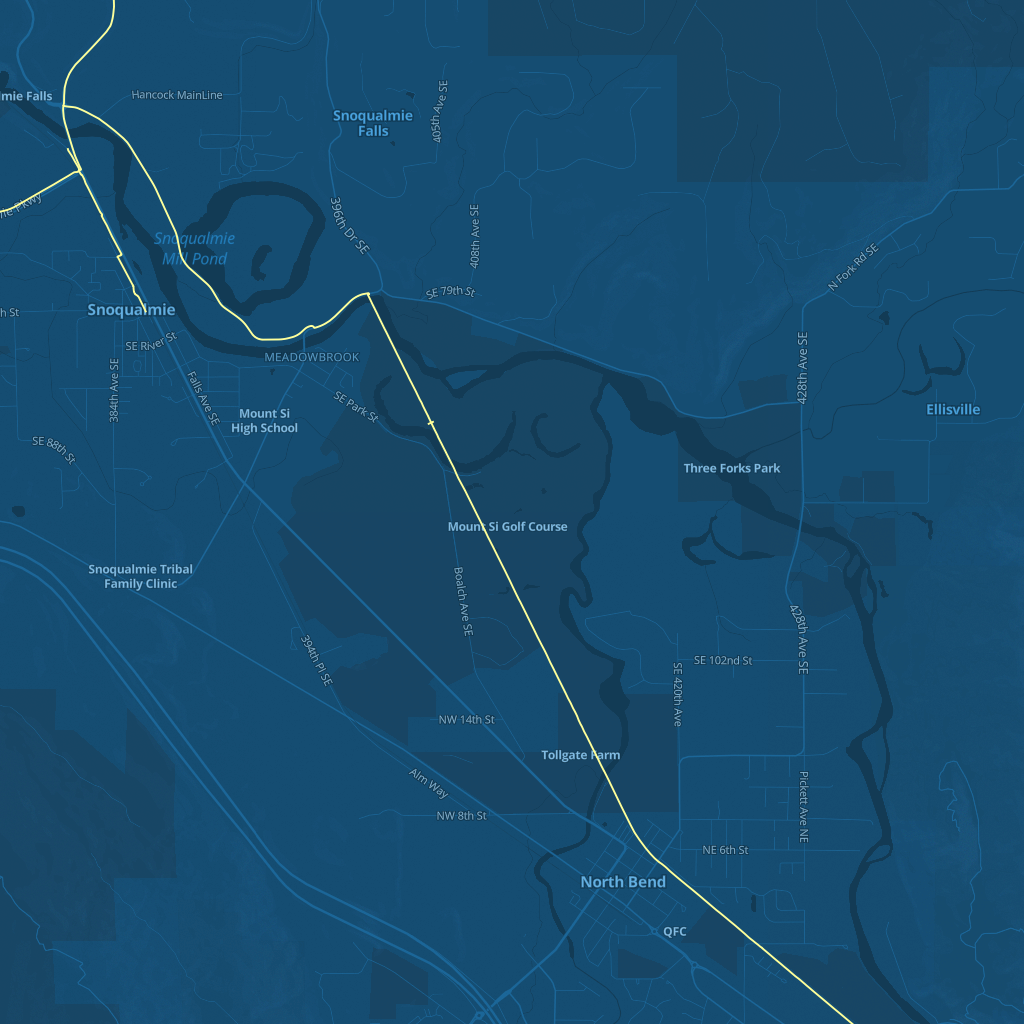 lmie Falls
Hancock MainLine
Snoqualmie
Falls
405th Ave SE
ie Pkwy
396th Dr SE
408th Ave SE
Snoqualmie
Mill Pond
N Fork Rd SE
SE 79th St
h St
Snoqualmie
SE River St
MEADOWBROOK
384th Ave SE
Falls Ave SE
428th Ave SE
SE Park St
Mount Si
High School
Ellisville
SE 88th St
Three Forks Park
Mount Si Golf Course
Snoqualmie Tribal
Family Clinic
Boalch Ave SE
428th Ave SE
394th Pl SE
SE 102nd St
SE 420th Ave
NW 14th St
Tollgate Farm
Alm Way
Pickett Ave NE
NW 8th St
NE 6th St
North Bend
QFC